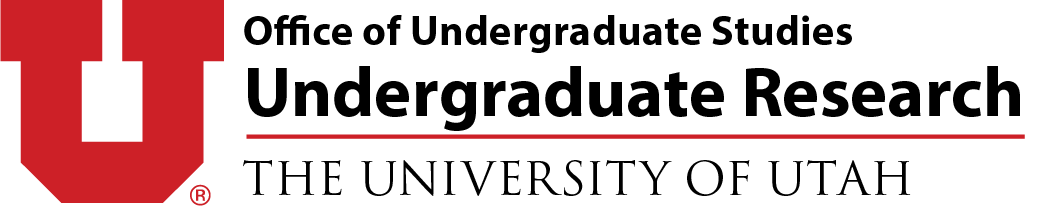 U®
Office of Undergraduate Studies
Undergraduate Research
THE UNIVERSITY OF UTAH